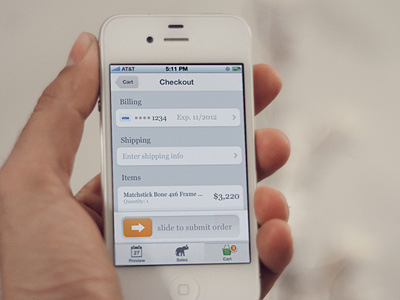 AT&T 5:11 PM
Cart Checkout
Billing
**** 1234 Exp. 11/2012
Shipping
Enter shipping info
Items
Matchstick Bone 4x6 Frame ... $3,220
Quantity: 1
slide to submit order
27
Preview Sales Cart